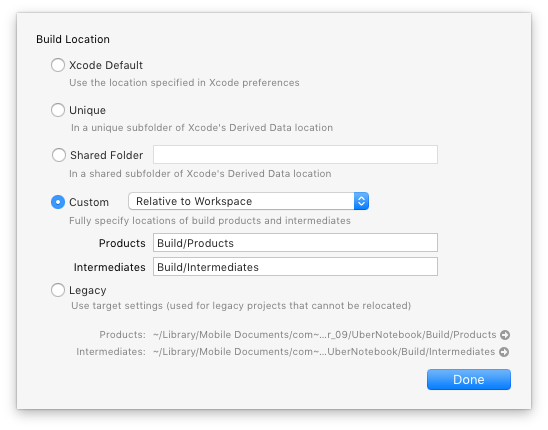 Build Location
Xcode Default
Use the location specified in Xcode preferences
Unique
In a unique subfolder of Xcode's Derived Data location
Shared Folder
In a shared subfolder of Xcode's Derived Data location
Custom Relative to Workspace
Fully specify locations of build products and intermediates
Products Build/Products
Intermediates Build/Intermediates
Legacy
Use target settings (used for legacy projects that cannot be relocated)
Products: ~/Library/Mobile Documents/com~...r_09/UberNotebook/Build/Products
Intermediates: ~/Library/Mobile Documents/com~...UberNotebook/Build/Intermediates
Done